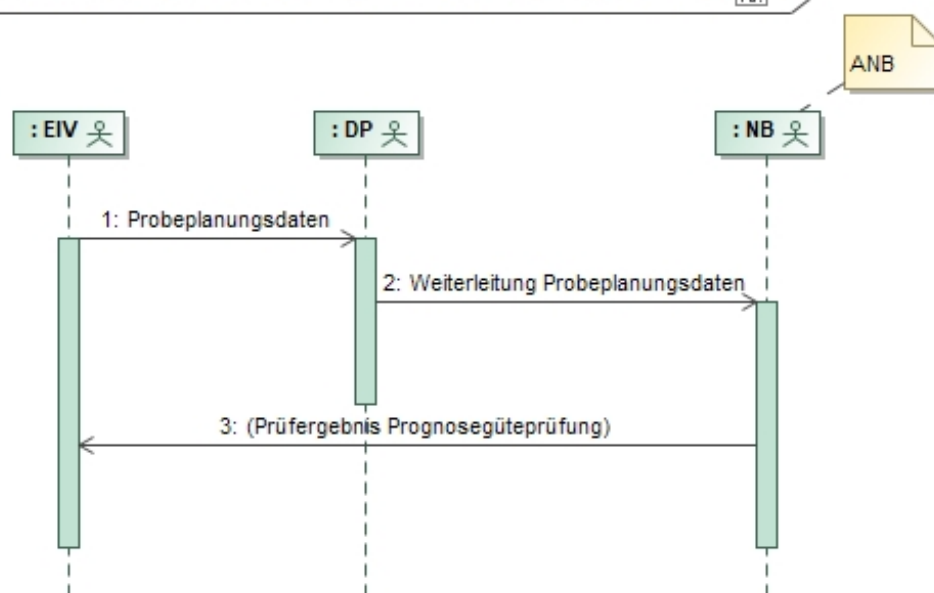 ANB
: EIV
: DP
: NB
1: Probeplanungsdaten
2: Weiterleitung Probeplanungsdaten
3: (Prüfergebnis Prognosegüteprüfung)